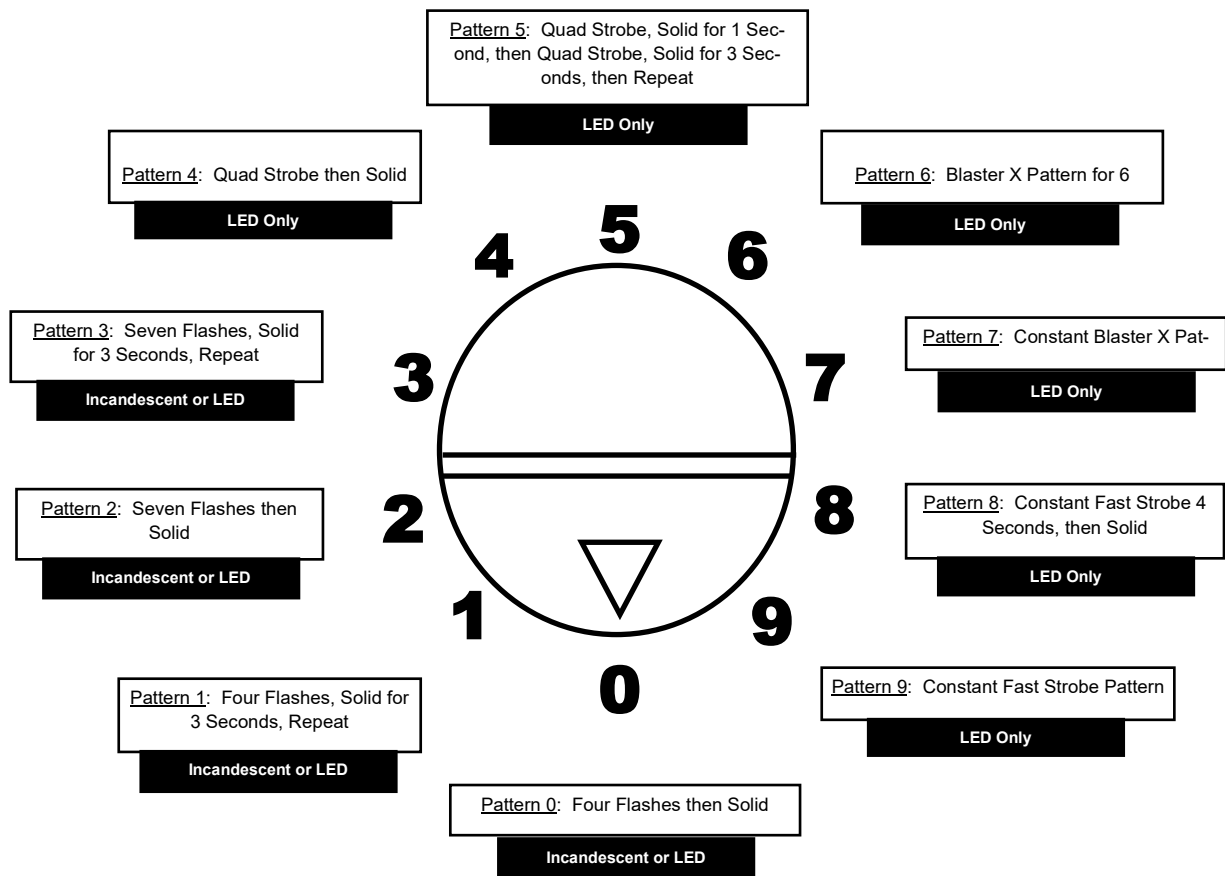 Pattern 5:  Quad Strobe, Solid for 1 Sec-
ond, then Quad Strobe, Solid for 3 Sec-
onds, then Repeat
LED Only
Pattern 4:  Quad Strobe then Solid
LED Only
Pattern 6:  Blaster X Pattern for 6
LED Only
5
4
6
Pattern 3:  Seven Flashes, Solid
for 3 Seconds, Repeat
Incandescent or LED
3
7
Pattern 7:  Constant Blaster X Pat-
LED Only
Pattern 2:  Seven Flashes then
Solid
Incandescent or LED
2
8
Pattern 8:  Constant Fast Strobe 4
Seconds, then Solid
LED Only
1
9
0
Pattern 1:  Four Flashes, Solid for
3 Seconds, Repeat
Incandescent or LED
Pattern 9:  Constant Fast Strobe Pattern
LED Only
Pattern 0:  Four Flashes then Solid
Incandescent or LED